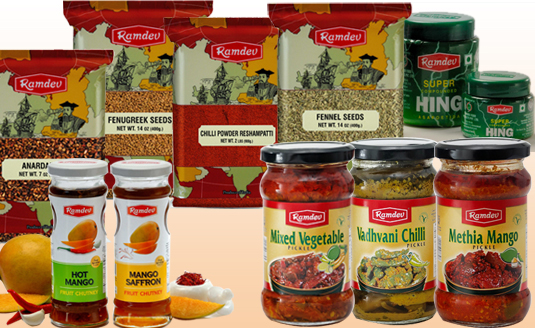 Ramdev
ANARDA
NET WT. 7 oz
Ramdev
FENUGREEK SEEDS
NET WT. 14 oz (400g)
Ramdev
CHILLI POWDER RESHAMPATTI
Ramdev
FENNEL SEEDS
NET WT. 14 oz (400g)
Ramdev
SUPER
HING
Ramdev
SUPER
HING
Ramdev
HOT
MANGO
FRUIT CHUTNEY
Ramdev
MANGO
SAFFRON
FRUIT CHUTNEY
Ramdev
Mixed Vegetable
PICKLE
Ramdev
Vadhvani Chilli
PICKLE
Ramdev
Methia Mango
PICKLE